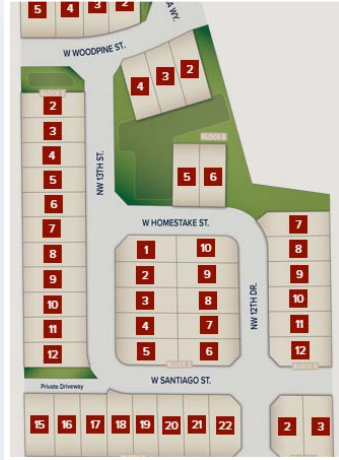 5 4 3 2
W WOODPINE ST.
WY.
4 3 2
2
3
4
5
6
7
8
9
10
11
12
NW 13TH ST.
5 6
W HOMESTAKE ST.
1 10
2 9
3 8
4 7
5 6
NW 12TH DR.
7
8
9
10
11
12
W SANTIAGO ST.
Private Driveway
15 16 17 18 19 20 21 22
2 3